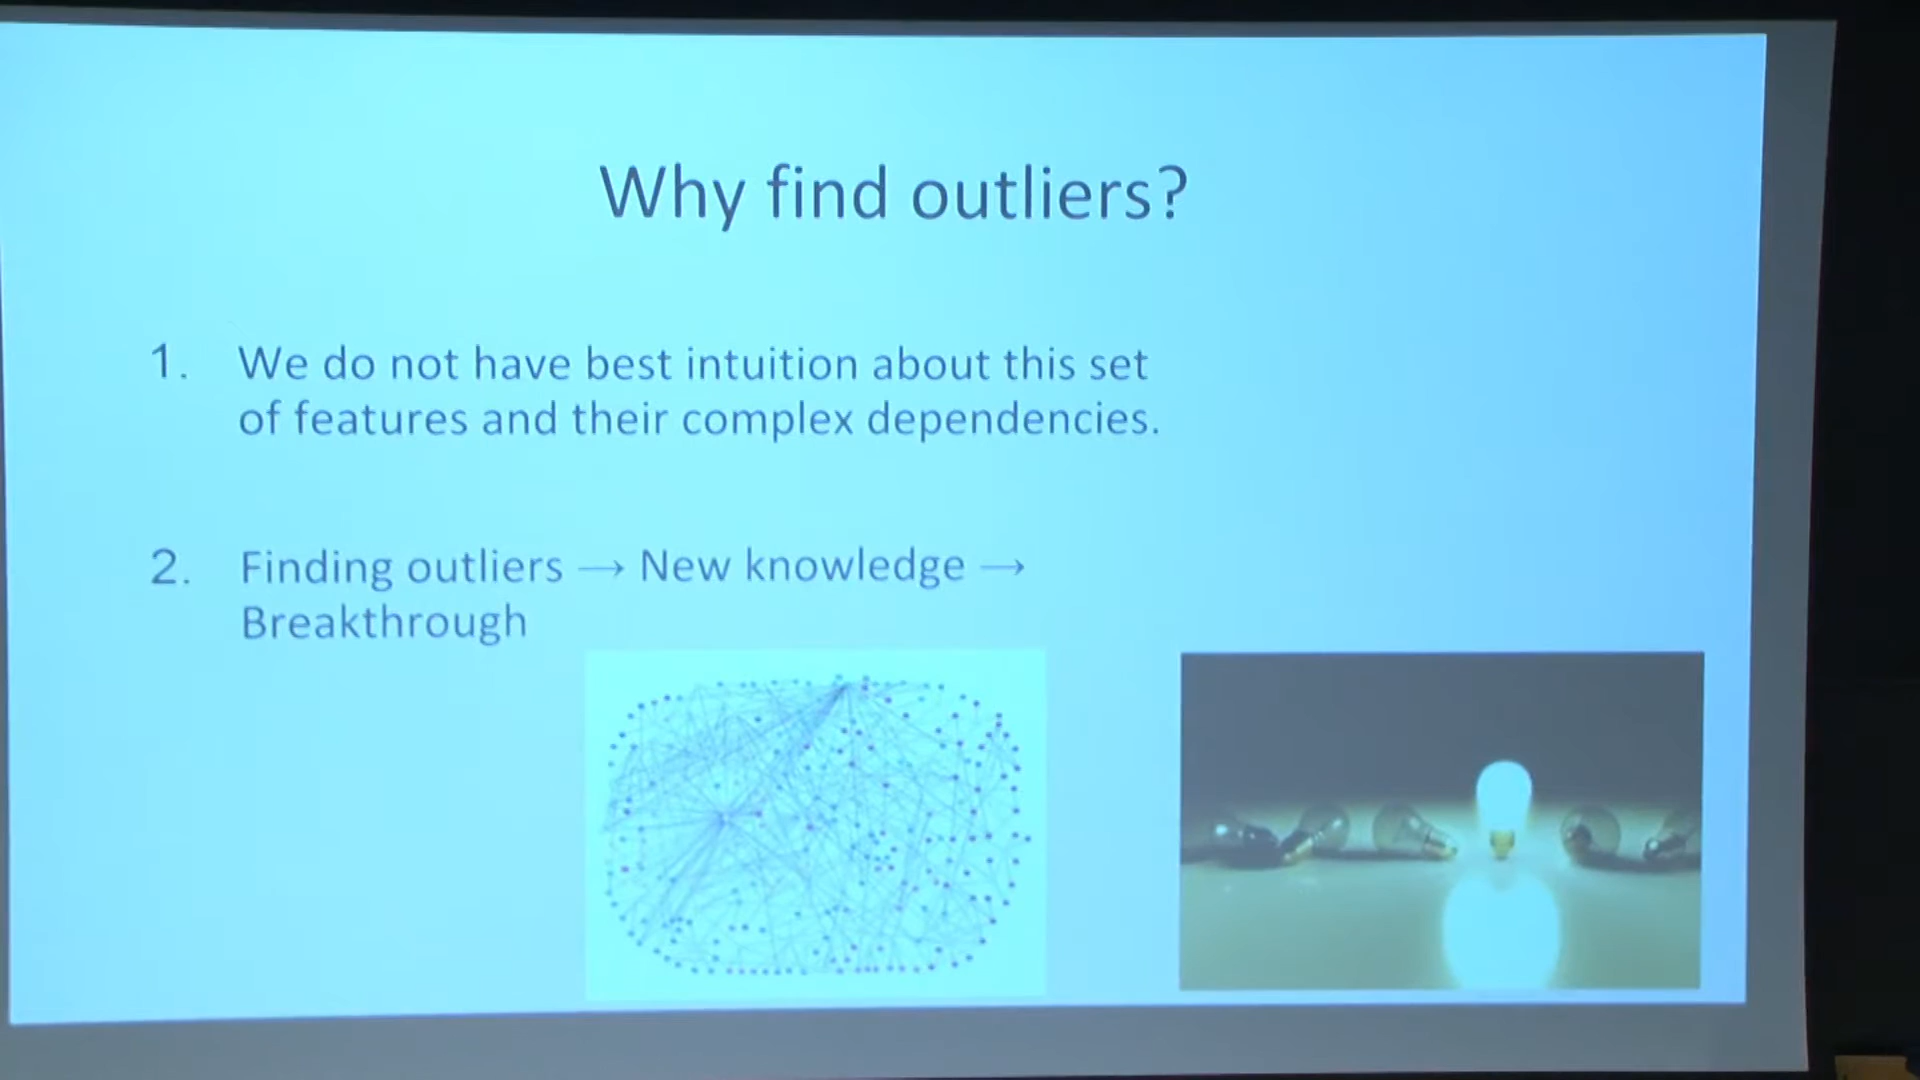 Why find outliers?
1. We do not have best intuition about this set
of features and their complex dependencies.
2. Finding outliers → New knowledge →
Breakthrough